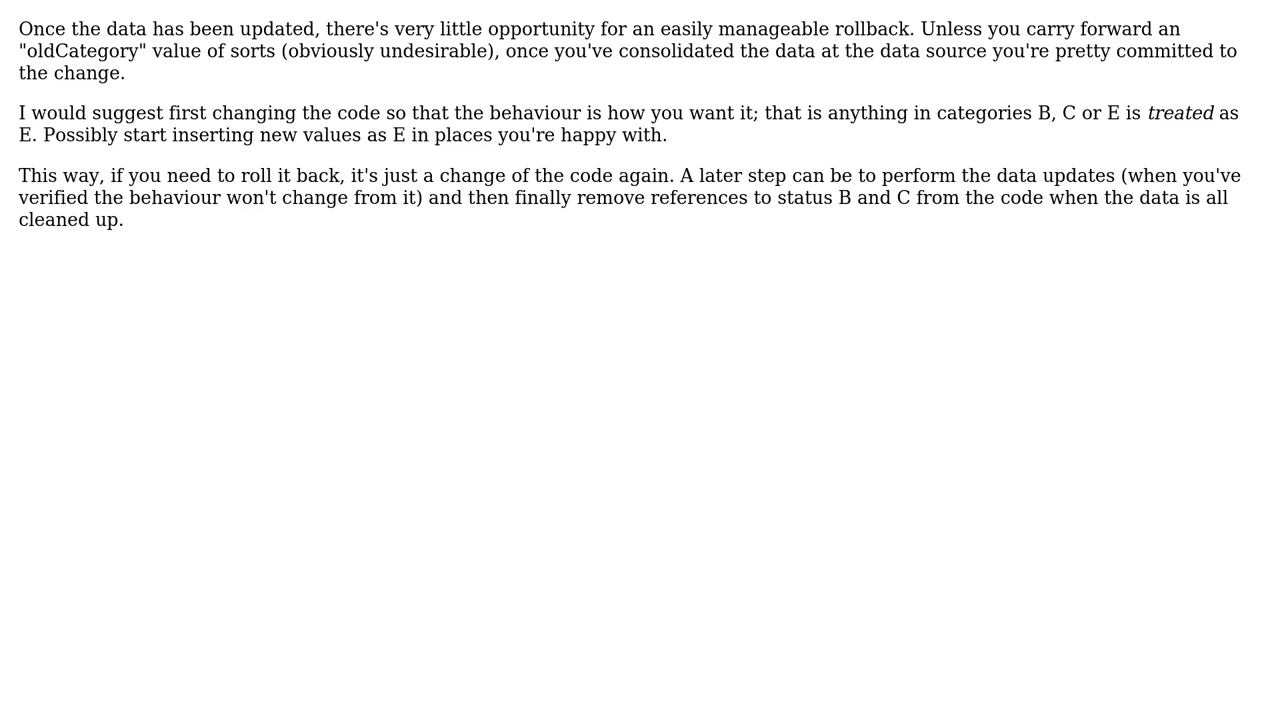 Once the data has been updated, there's very little opportunity for an easily manageable rollback. Unless you carry forward an
"oldCategory" value of sorts (obviously undesirable), once you've consolidated the data at the data source you're pretty committed to
the change.
I would suggest first changing the code so that the behaviour is how you want it; that is anything in categories B, C or E is treated as
E. Possibly start inserting new values as E in places you're happy with.
This way, if you need to roll it back, it's just a change of the code again. A later step can be to perform the data updates (when you've
verified the behaviour won't change from it) and then finally remove references to status B and C from the code when the data is all
cleaned up.